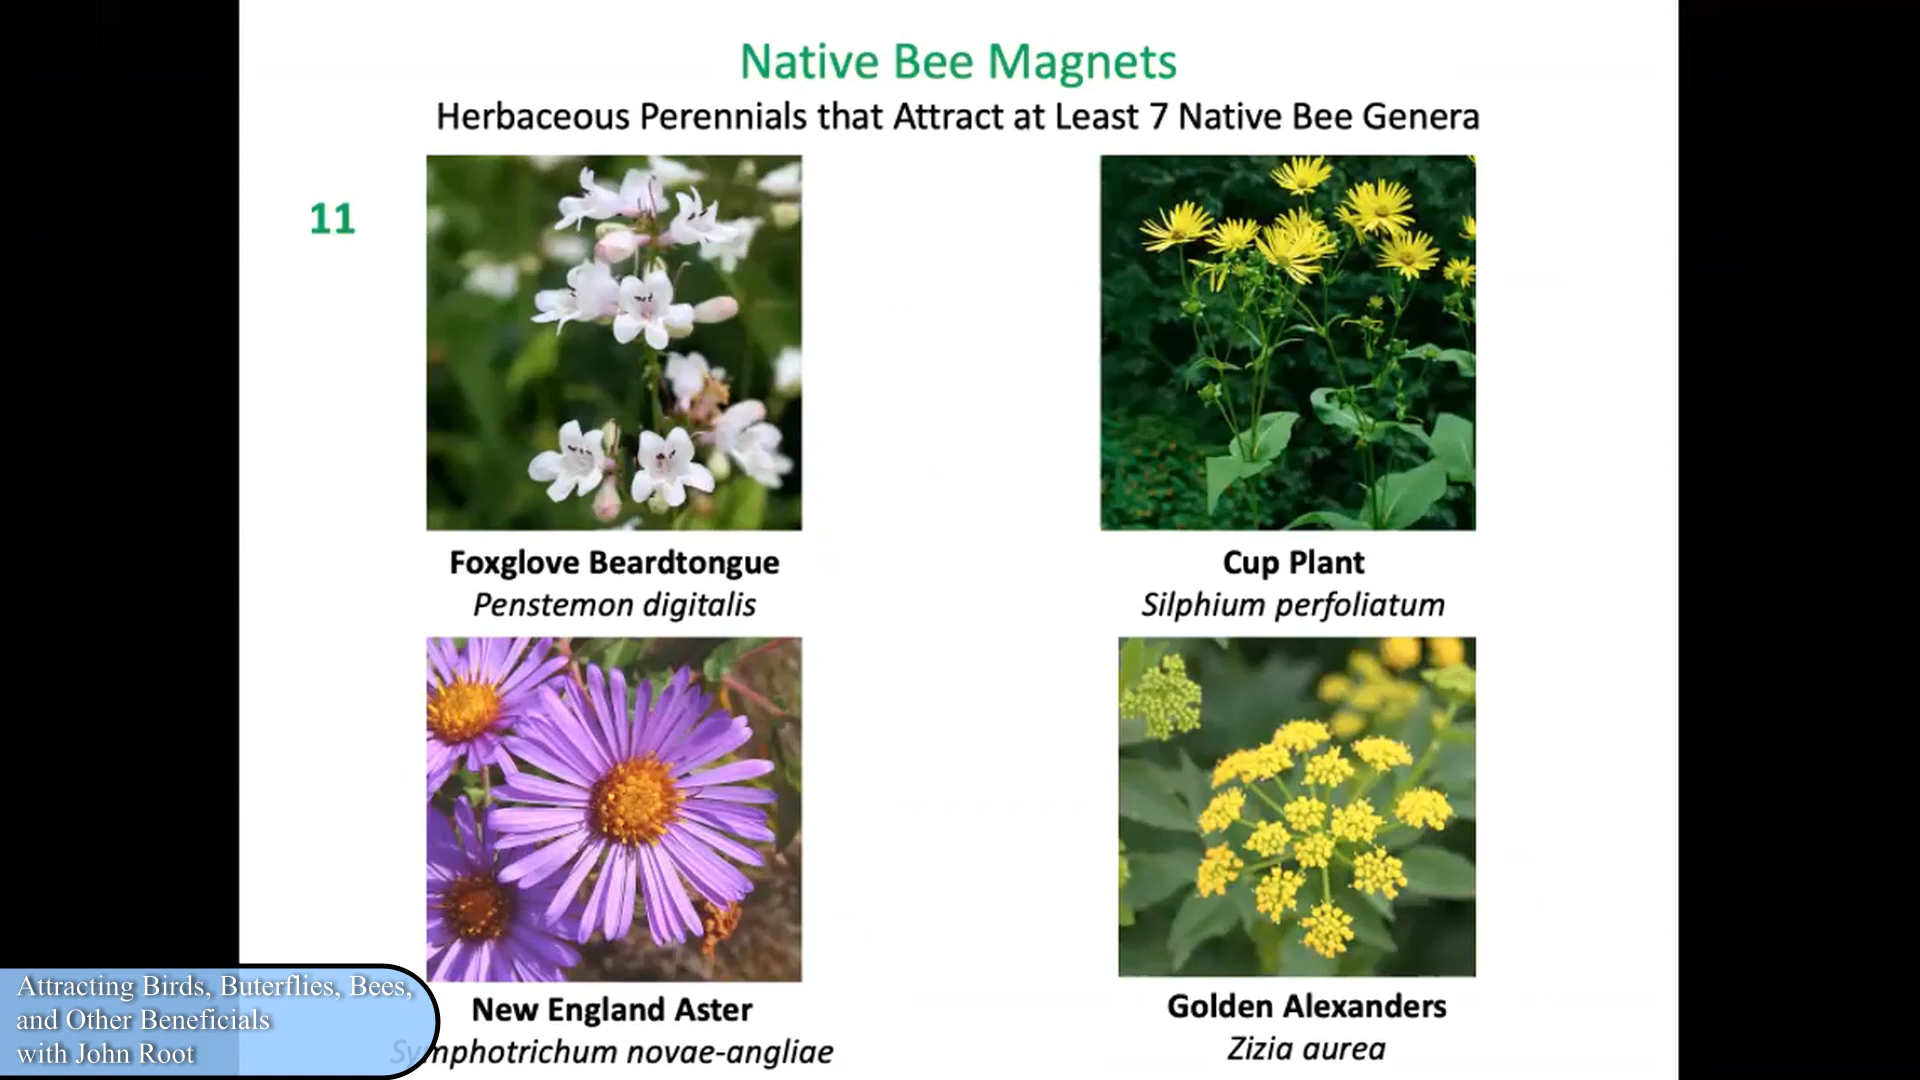 Native Bee Magnets
Herbaceous Perennials that Attract at Least 7 Native Bee Genera
11
Foxglove Beardtongue
Penstemon digitalis
Cup Plant
Silphium perfoliatum
New England Aster
Symphotrichum novae-angliae
Golden Alexanders
Zizia aurea
Attracting Birds, Buterflies, Bees,
and Other Beneficials
with John Root